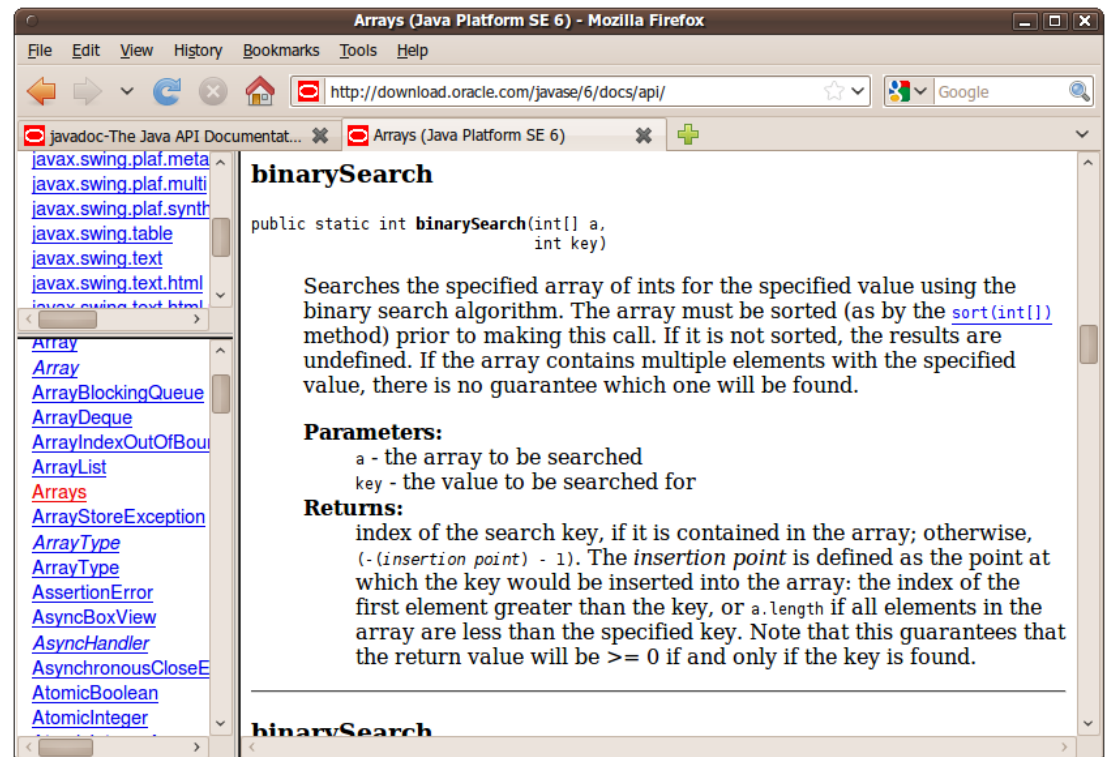 Arrays (Java Platform SE 6) - Mozilla Firefox
File Edit View History Bookmarks Tools Help
http://download.oracle.com/javase/6/docs/api/ Google
javadoc-The Java API Documentat... Arrays (Java Platform SE 6)
javax.swing.plaf.meta
javax.swing.plaf.multi
javax.swing.plaf.synth
javax.swing.table
javax.swing.text
javax.swing.text.html
javax.swing.text.html
Array
Array
ArrayBlockingQueue
ArrayDeque
ArrayIndexOutOfBour
ArrayList
Arrays
ArrayStoreException
ArrayType
ArrayType
AssertionError
AsyncBoxView
AsyncHandler
AsynchronousCloseE
AtomicBoolean
AtomicInteger
binarySearch
public static int binarySearch(int[] a,
int key)
Searches the specified array of ints for the specified value using the
binary search algorithm. The array must be sorted (as by the sort(int[])
method) prior to making this call. If it is not sorted, the results are
undefined. If the array contains multiple elements with the specified
value, there is no guarantee which one will be found.
Parameters:
a - the array to be searched
key - the value to be searched for
Returns:
index of the search key, if it is contained in the array; otherwise,
(-(insertion point) - 1). The insertion point is defined as the point at
which the key would be inserted into the array: the index of the
first element greater than the key, or a.length if all elements in the
array are less than the specified key. Note that this guarantees that
the return value will be >= 0 if and only if the key is found.
binarySearch